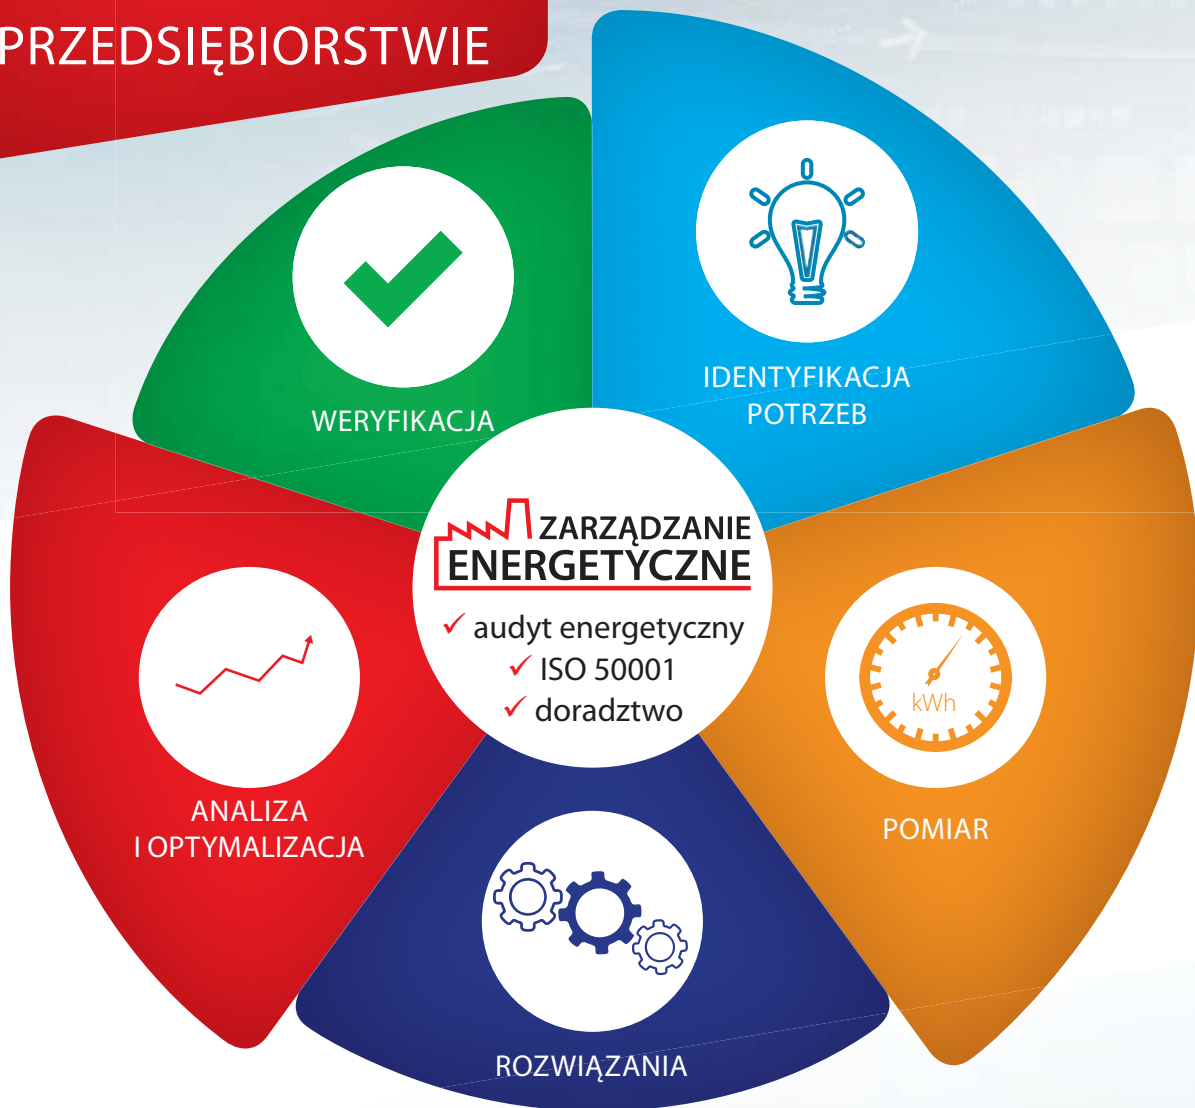 PRZEDSIĘBIORSTWIE
IDENTYFIKACJA
POTRZEB
WERYFIKACJA
ZARZĄDZANIE
ENERGETYCZNE
✓ audyt energetyczny
✓ ISO 50001
✓ doradztwo
kWh
POMIAR
ANALIZA
I OPTYMALIZACJA
ROZWIĄZANIA